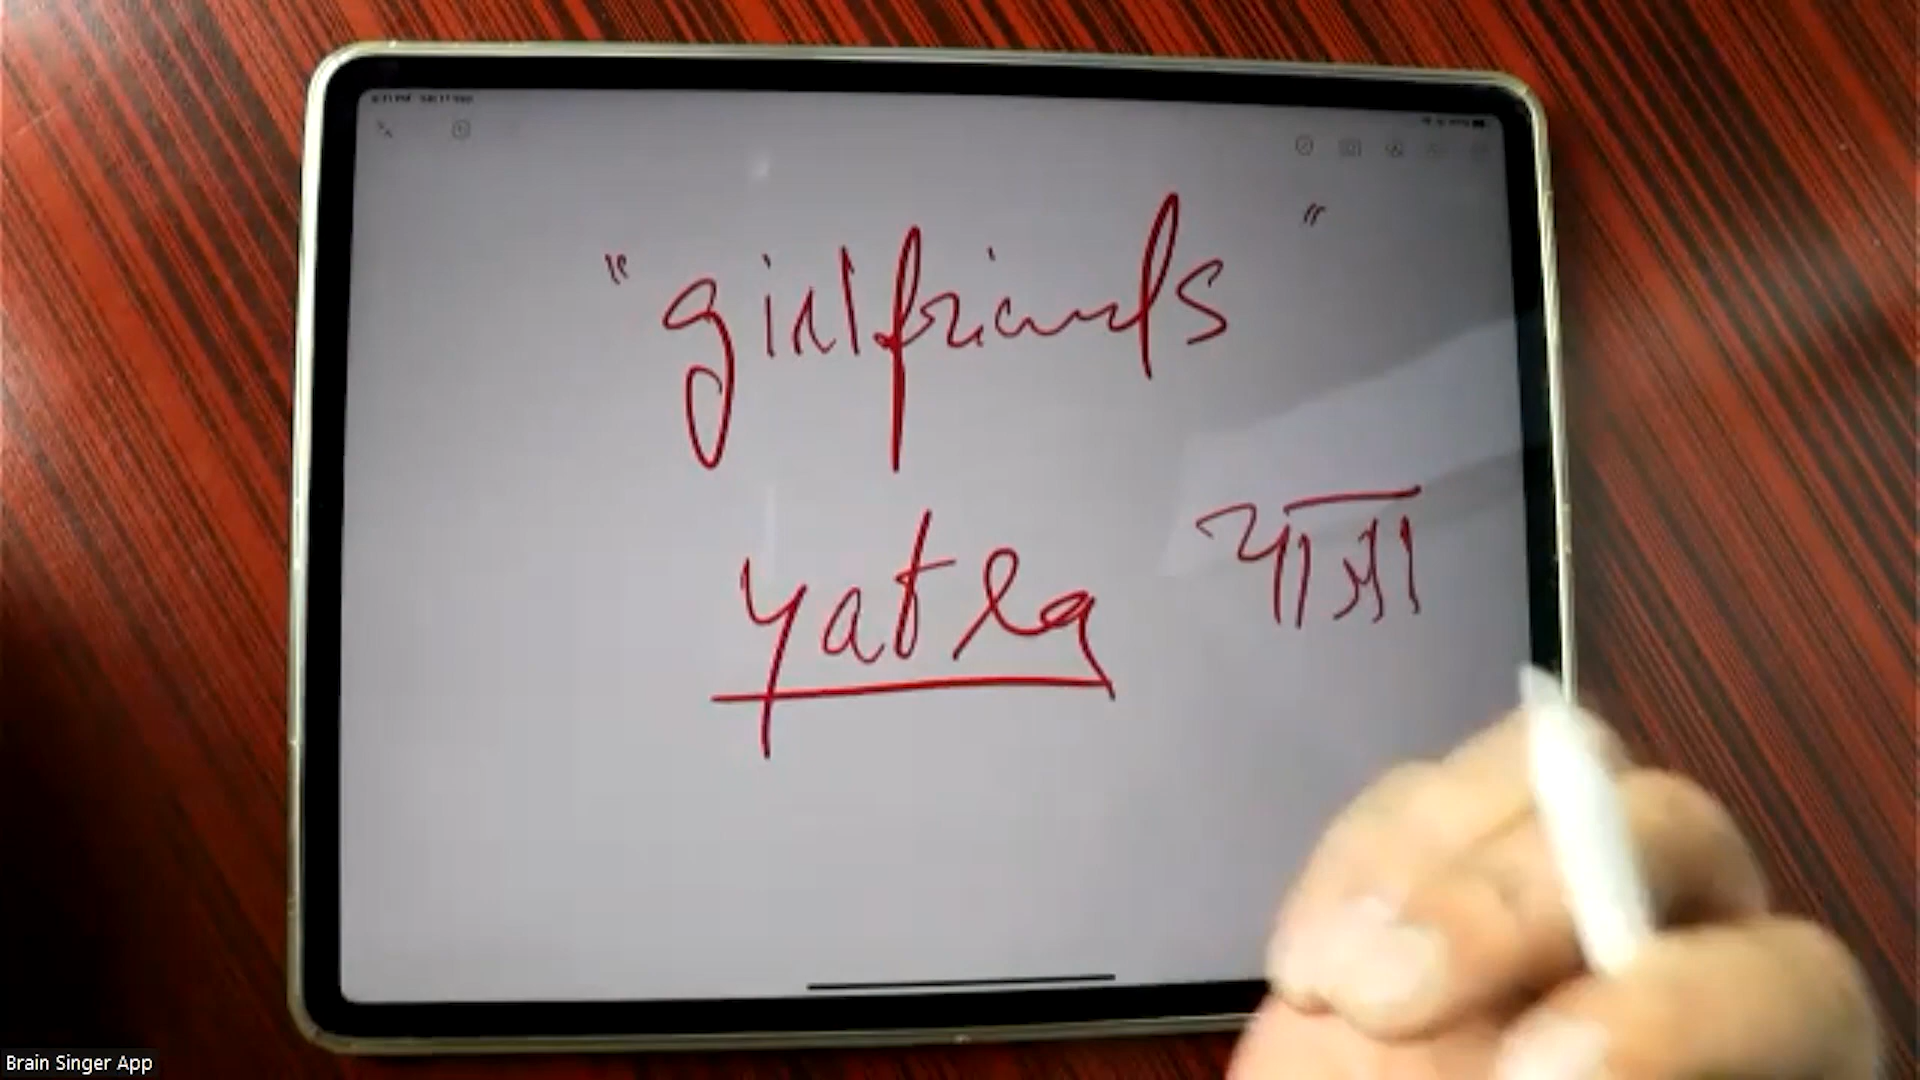 "girlfriends"
yatra यात्रा
Brain Singer App